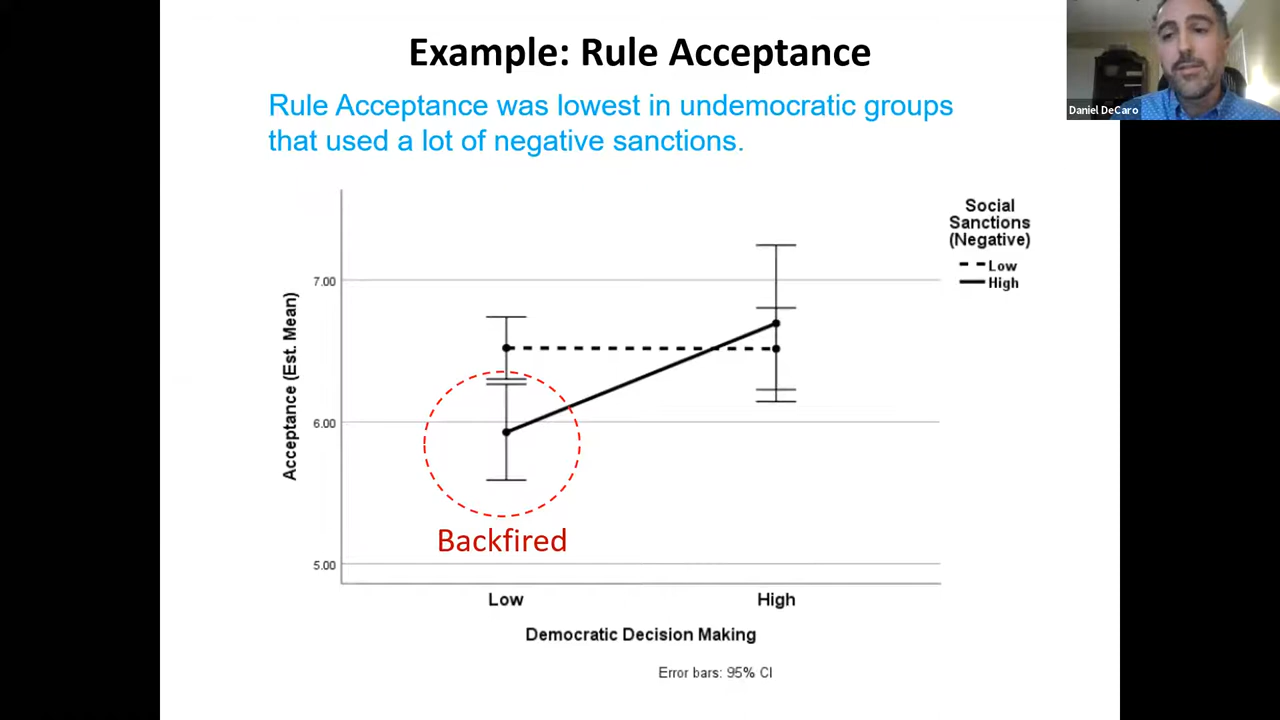 Example: Rule Acceptance
Daniel DeCaro
Rule Acceptance was lowest in undemocratic groups
that used a lot of negative sanctions.
Social
Sanctions
(Negative)
Low
High
7.00
6.00
5.00
Acceptance (Est. Mean)
Backfired
Low
High
Democratic Decision Making
Error bars: 95% CI